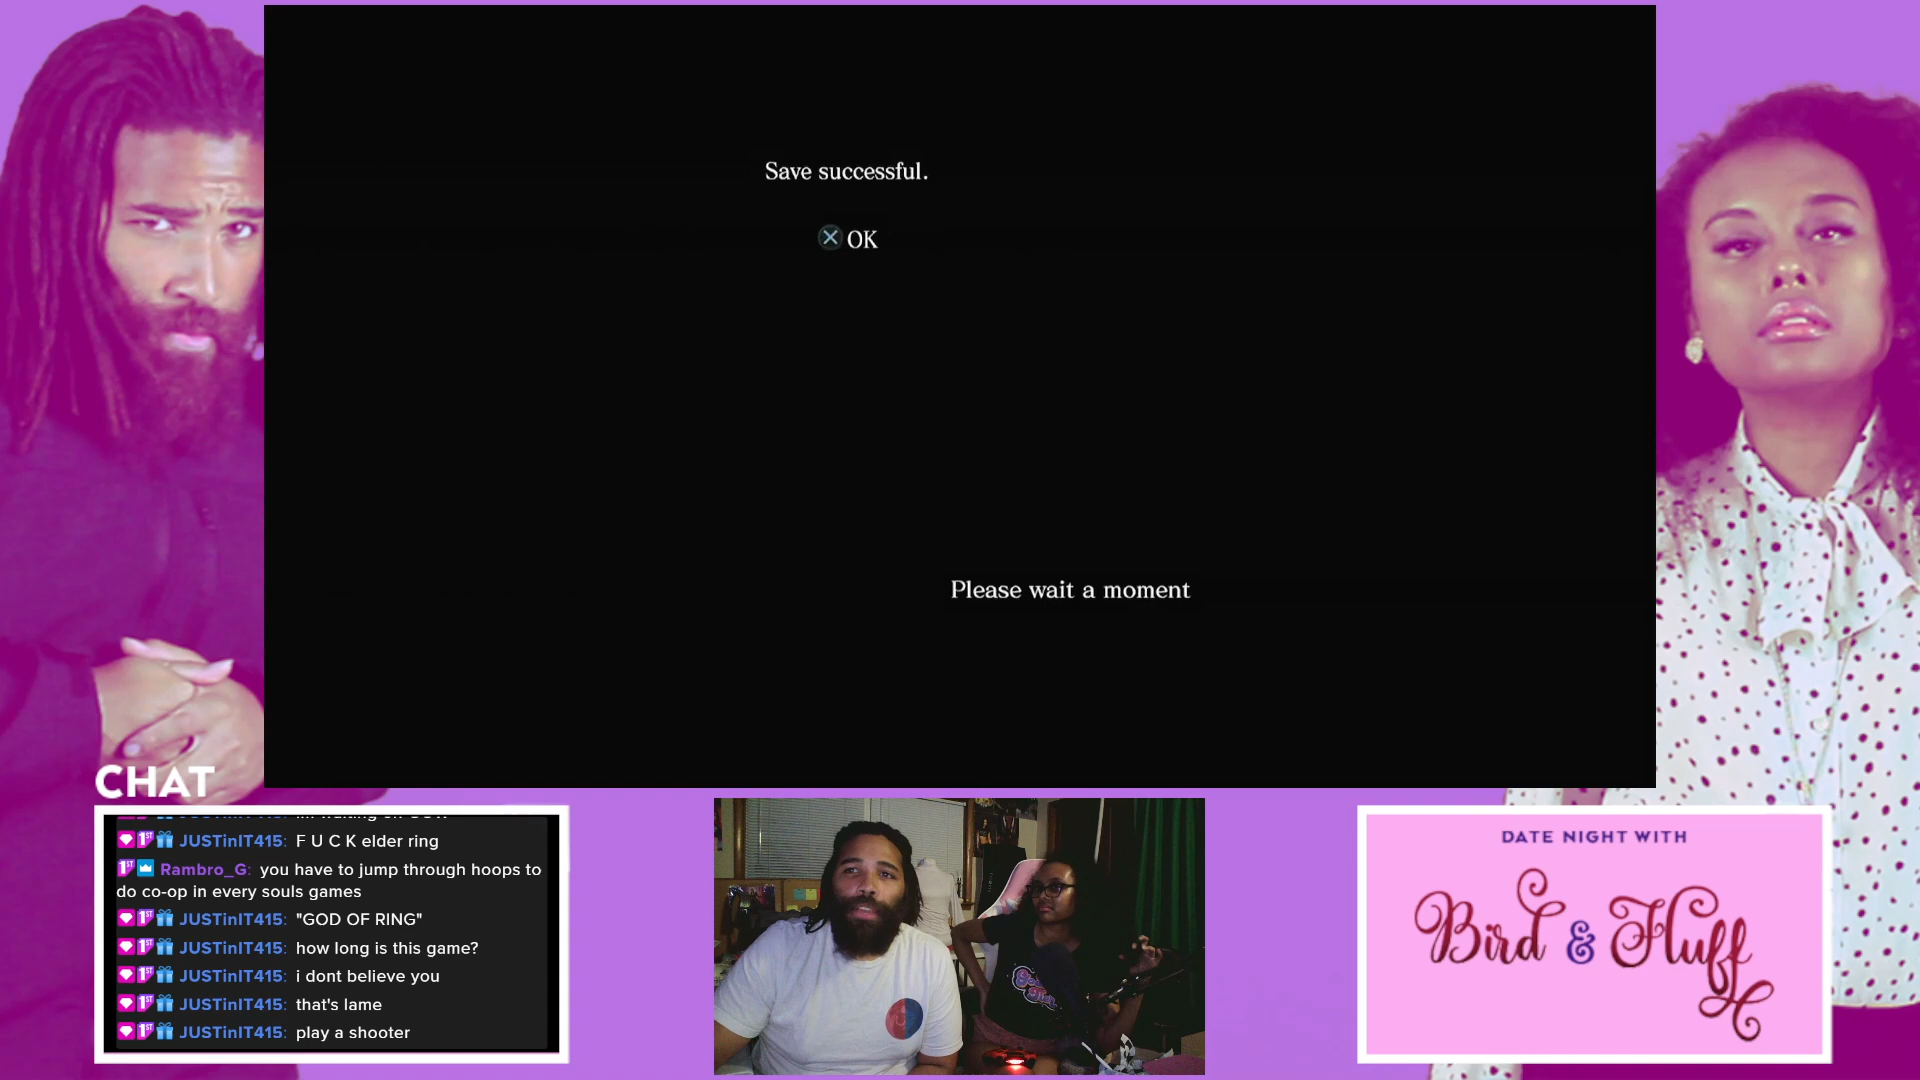 Save successful.
OK
Please wait a moment
CHAT
JUSTinIT415: F U C K elder ring
Rambro_G: you have to jump through hoops to
do co-op in every souls games
JUSTinIT415: "GOD OF RING"
JUSTinIT415: how long is this game?
JUSTinIT415: i dont believe you
JUSTinIT415: that's lame
JUSTinIT415: play a shooter
DATE NIGHT WITH
Bird & Fluff